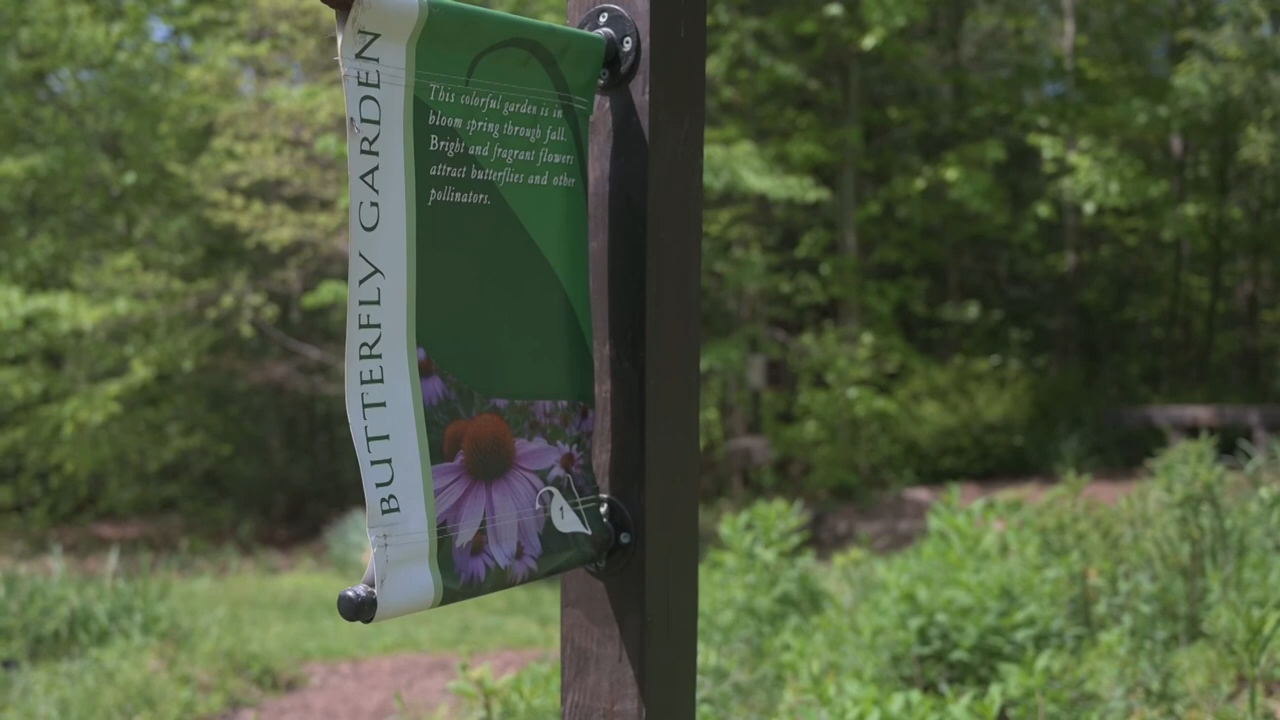 BUTTERFLY GARDEN
This colorful garden is in
bloom spring through fall.
Bright and fragrant flowers
attract butterflies and other
pollinators.